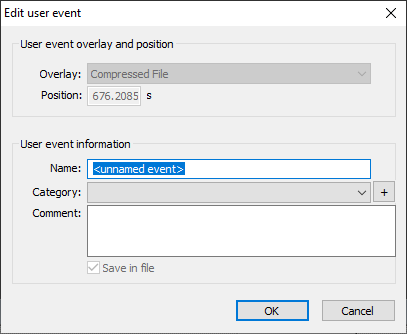 Edit user event
User event overlay and position
Overlay: Compressed File
Position: 676.2085 s
User event information
Name: <unnamed event>
Category: +
Comment:
Save in file
OK Cancel